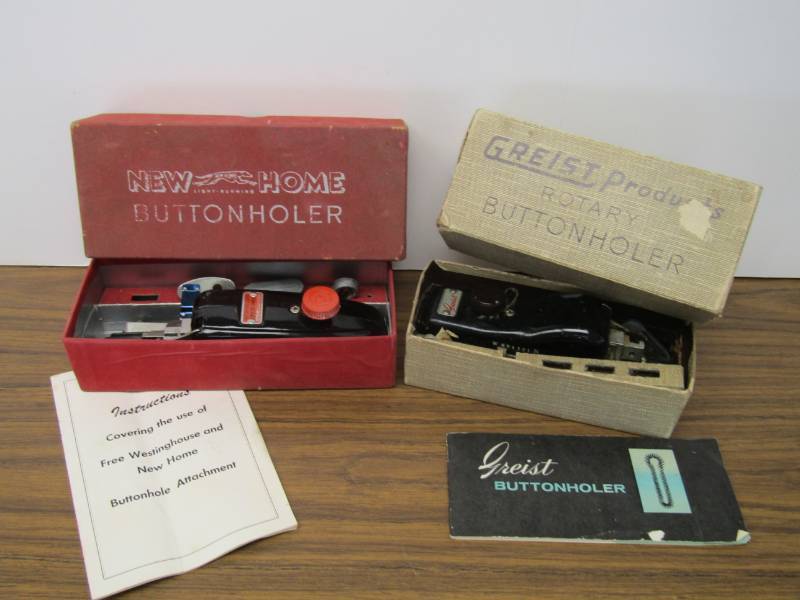 NEW HOME
LIGHT-RUNNING
BUTTONHOLER
GREIST Products
ROTARY
BUTTONHOLER
Instructions
Covering the use of
Free Westinghouse and
New Home
Buttonhole Attachment
Greist
BUTTONHOLER